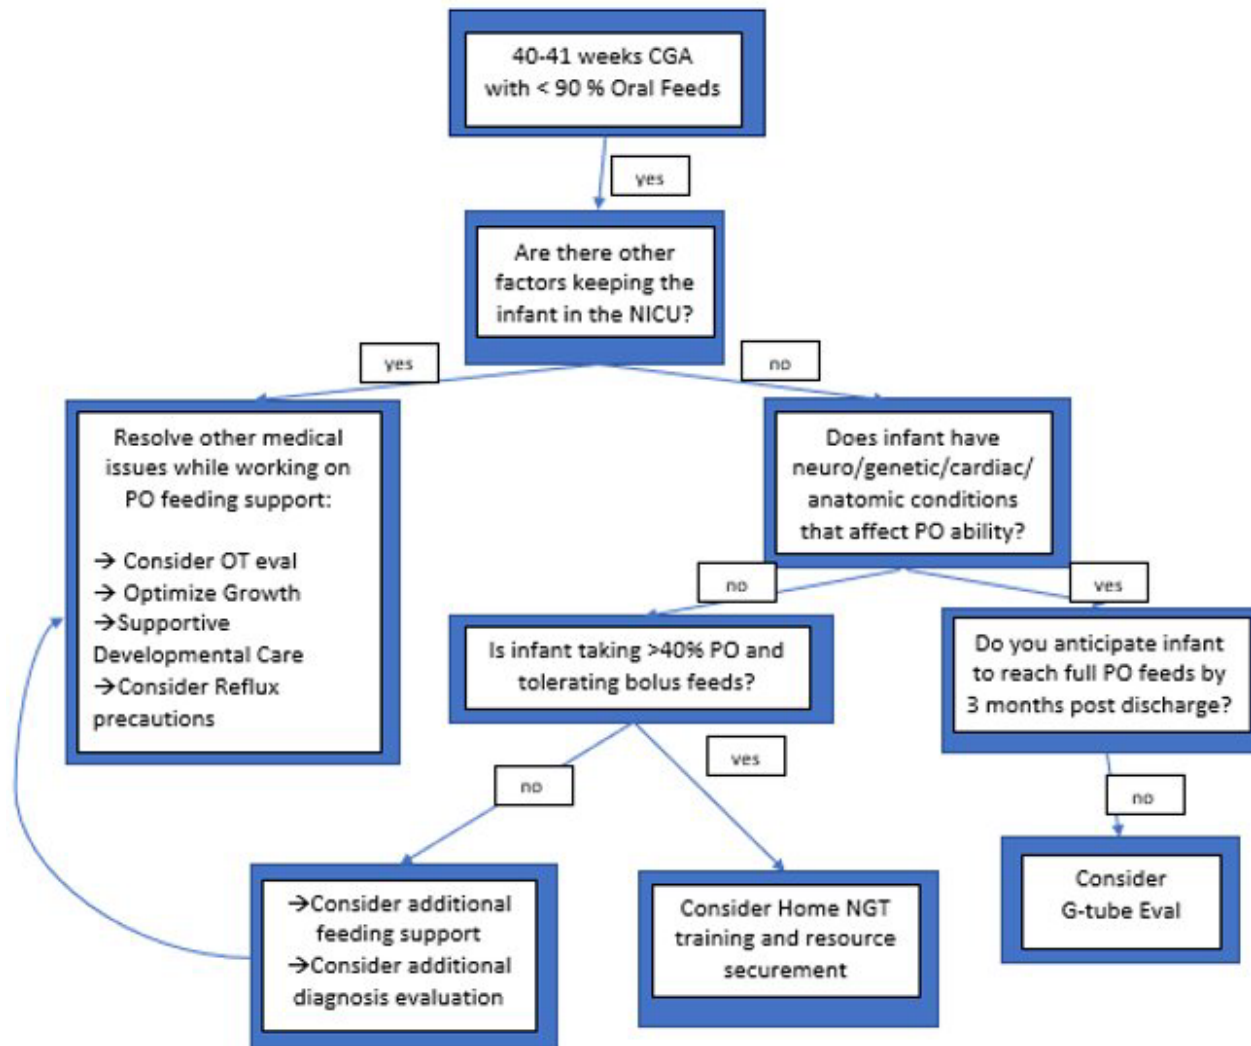 40-41 weeks CGA
with < 90 % Oral Feeds
yes
Are there other
factors keeping the
infant in the NICU?
yes
no
Resolve other medical
issues while working on
PO feeding support:
→ Consider OT eval
→ Optimize Growth
→Supportive
Developmental Care
→Consider Reflux
precautions
Does infant have
neuro/genetic/cardiac/
anatomic conditions
that affect PO ability?
no
yes
Is infant taking >40% PO and
tolerating bolus feeds?
Do you anticipate infant
to reach full PO feeds by
3 months post discharge?
no
yes
no
→Consider additional
feeding support
→Consider additional
diagnosis evaluation
Consider Home NGT
training and resource
securement
Consider
G-tube Eval